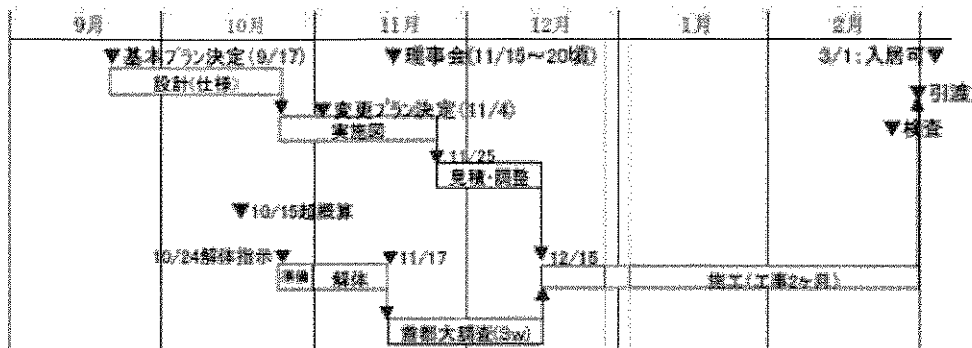 9月 10月 11月 12月 1月 2月
▼基本プラン決定(9/17) ▼理事会(11/15~20頃) 3/1:入居可▼
設計(仕様)
▼引渡
▼変更プラン決定(11/4)
実施図
▼検査
11/25
見積・調整
▼10/15超概算
10/24解体指示 ▼11/17 12/15
準備 解体 施工(工事2ヶ月)
首都大調査(3w)